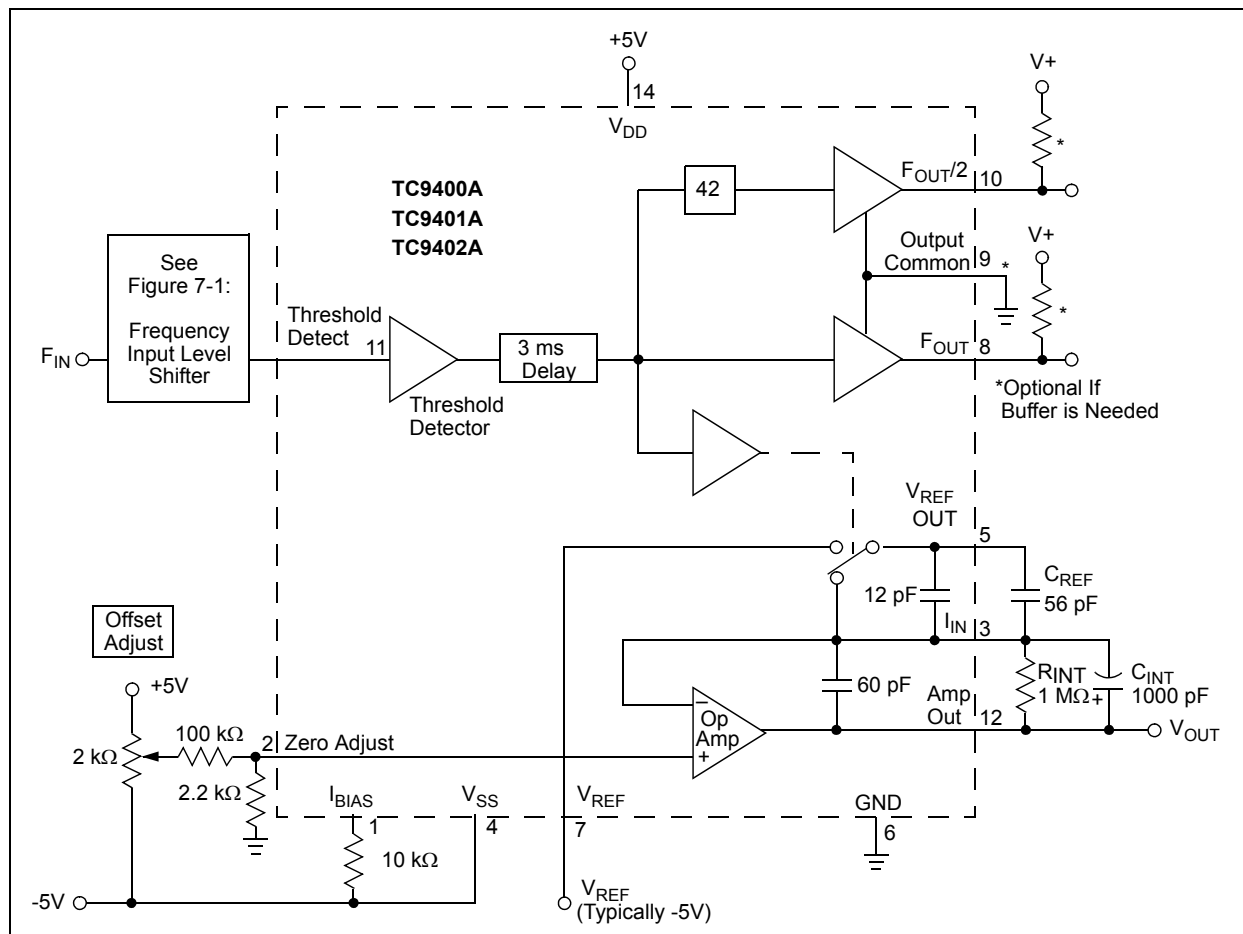 +5V
14
VDD
V+
*
TC9400A
TC9401A
TC9402A
42
FOUT/2
10
See
Figure 7-1:
Frequency
Input Level
Shifter
FIN
Threshold
Detect
11
Threshold
Detector
3 ms
Delay
Output
Common
9
*
V+
*
FOUT
8
*Optional If
Buffer is Needed
VREF
OUT
5
12 pF
CREF
56 pF
IIN
3
60 pF
RINT
1 MΩ
CINT
+
1000 pF
Amp
Out
12
VOUT
Offset
Adjust
+5V
2 kΩ
100 kΩ
2
Zero Adjust
2.2 kΩ
–
Op
Amp
+
IBIAS
1
10 kΩ
VSS
4
VREF
7
GND
6
-5V
VREF
(Typically -5V)